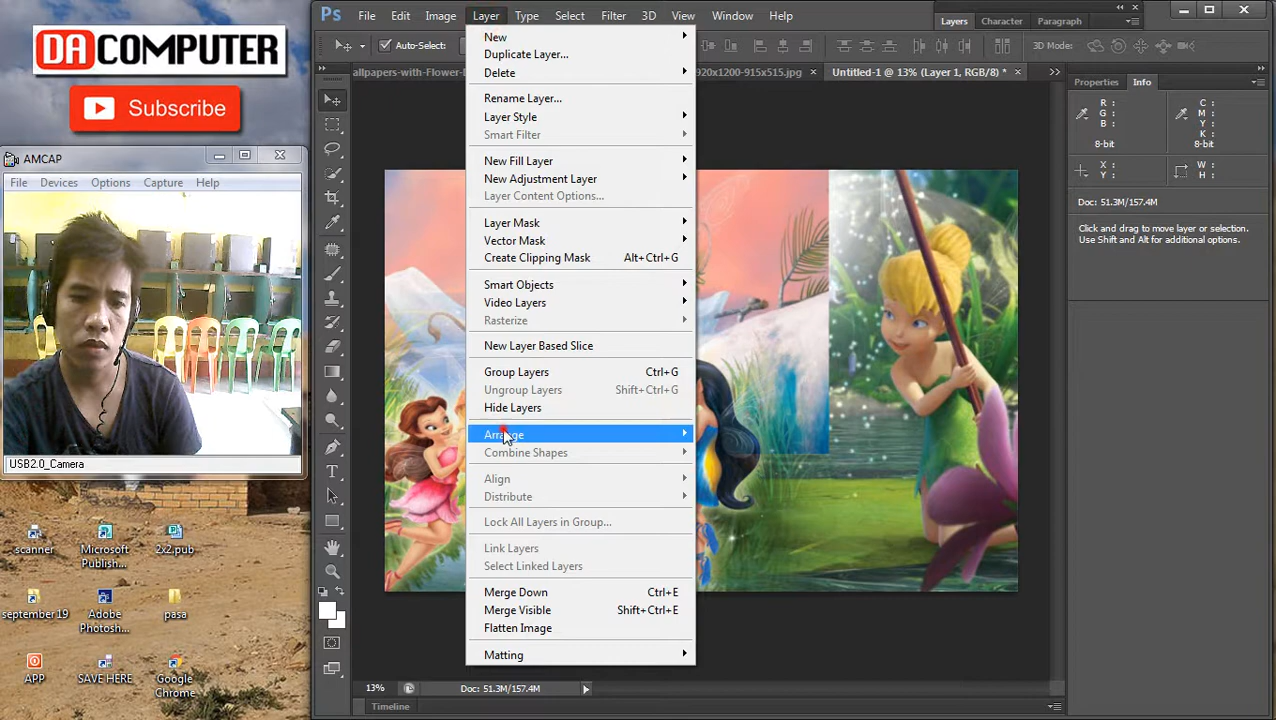 DACOMPUTER
Subscribe
AMCAP
File Devices Options Capture Help
USB2.0_Camera
scanner
Microsoft Publish...
2x2.pub
september 19
Adobe Photosh...
pasa
APP
SAVE HERE
Google Chrome
Ps File Edit Image Layer Type Select Filter 3D View Window Help
Auto-Select:
3D Mode:
Layers Character Paragraph
allpapers-with-Flower-
920x1200-915x515.jpg ×
Untitled-1 @ 13% (Layer 1, RGB/8) * ×
New
Duplicate Layer...
Delete
Rename Layer...
Layer Style
Smart Filter
New Fill Layer
New Adjustment Layer
Layer Content Options...
Layer Mask
Vector Mask
Create Clipping Mask Alt+Ctrl+G
Smart Objects
Video Layers
Rasterize
New Layer Based Slice
Group Layers Ctrl+G
Ungroup Layers Shift+Ctrl+G
Hide Layers
Arrange
Combine Shapes
Align
Distribute
Lock All Layers in Group...
Link Layers
Select Linked Layers
Merge Down Ctrl+E
Merge Visible Shift+Ctrl+E
Flatten Image
Matting
Properties Info
R : C :
G : M :
B : Y :
K :
8-bit 8-bit
X : W :
Y : H :
Doc: 51.3M/157.4M
Click and drag to move layer or selection.
Use Shift and Alt for additional options.
13% Doc: 51.3M/157.4M
Timeline